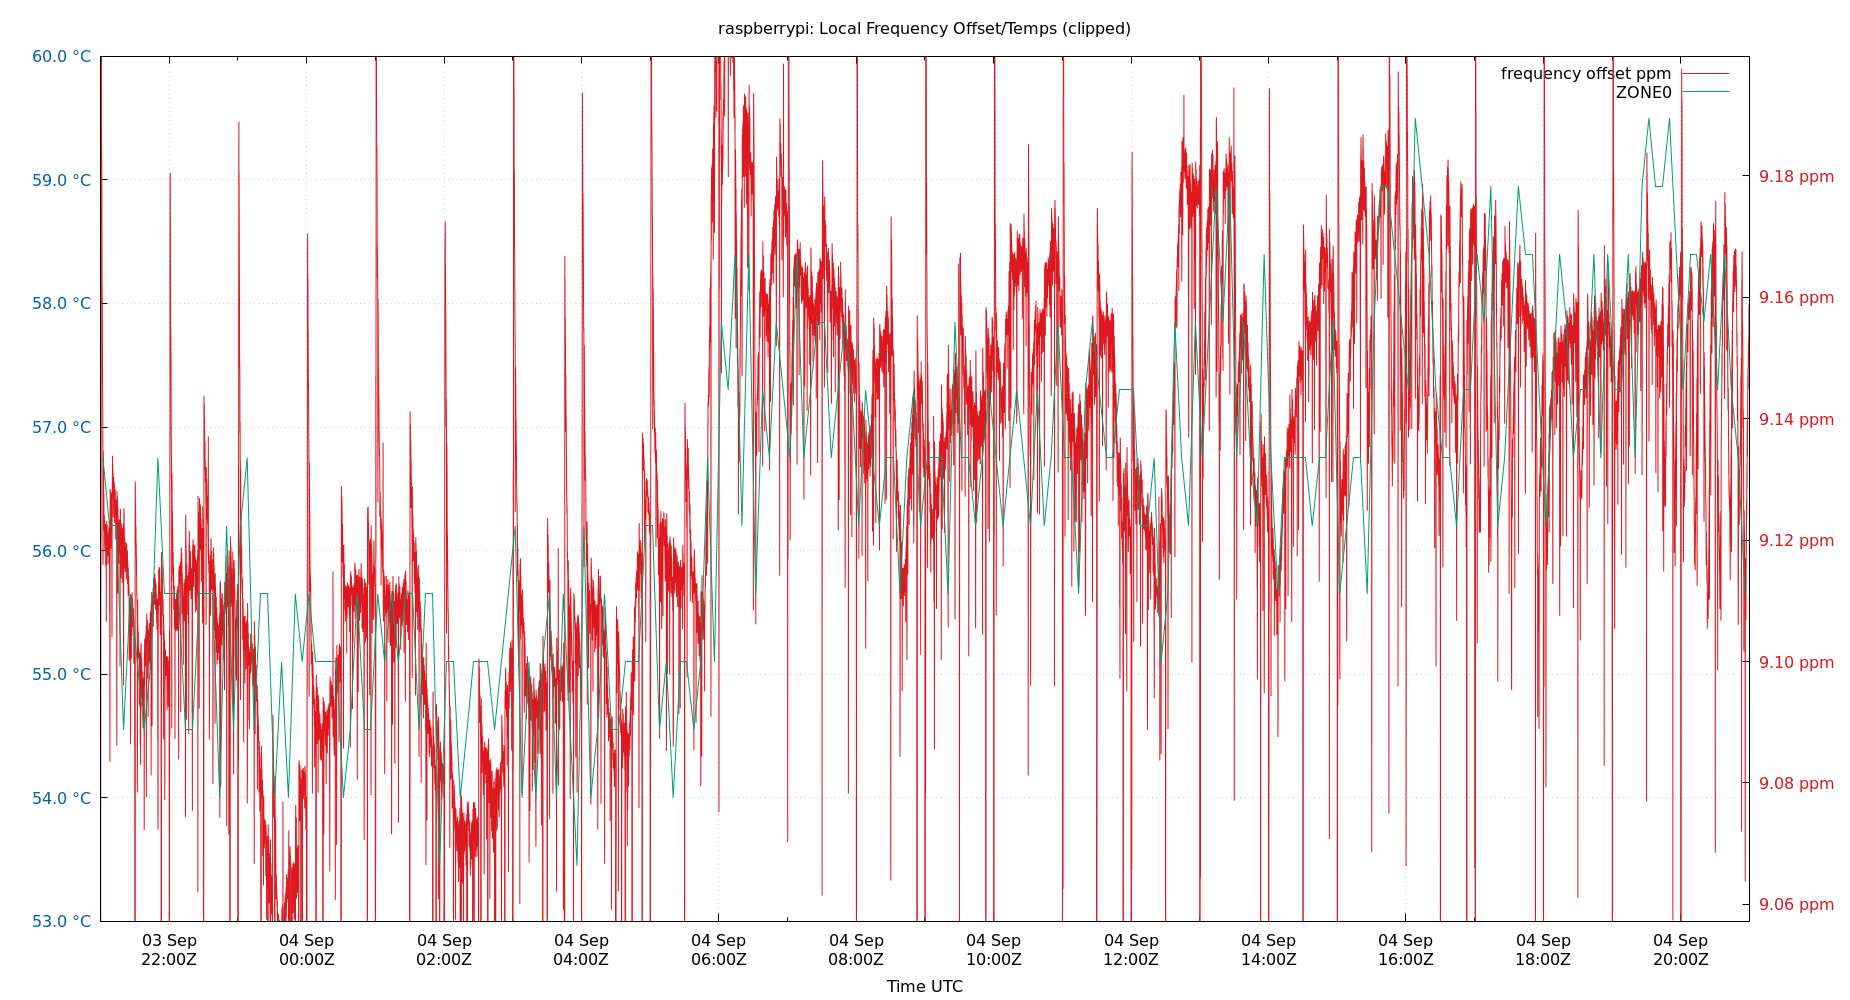 raspberrypi: Local Frequency Offset/Temps (clipped)
frequency offset ppm
ZONE0
60.0 °C
59.0 °C
58.0 °C
57.0 °C
56.0 °C
55.0 °C
54.0 °C
53.0 °C
9.18 ppm
9.16 ppm
9.14 ppm
9.12 ppm
9.10 ppm
9.08 ppm
9.06 ppm
03 Sep 04 Sep 04 Sep 04 Sep 04 Sep 04 Sep 04 Sep 04 Sep 04 Sep 04 Sep 04 Sep 04 Sep
22:00Z 00:00Z 02:00Z 04:00Z 06:00Z 08:00Z 10:00Z 12:00Z 14:00Z 16:00Z 18:00Z 20:00Z
Time UTC